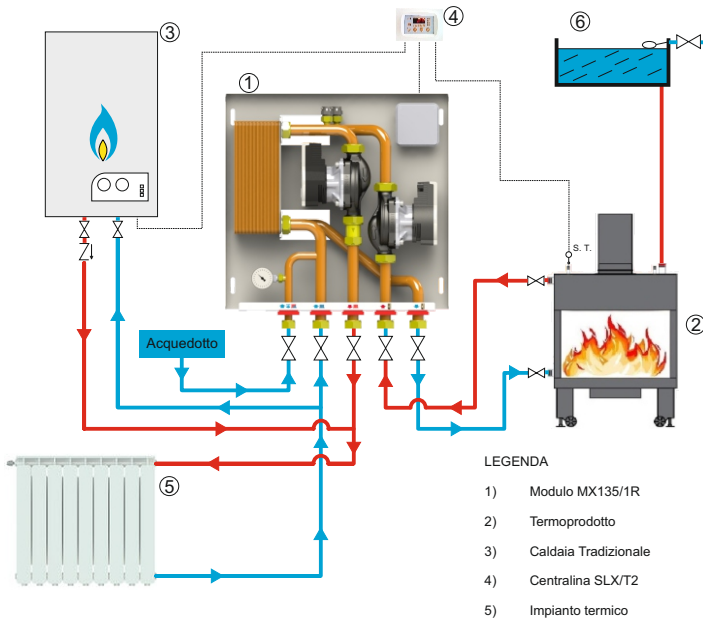 ③
④
⑥
①
S. T.
②
Acquedotto
⑤
LEGENDA
1) Modulo MX135/1R
2) Termoprodotto
3) Caldaia Tradizionale
4) Centralina SLX/T2
5) Impianto termico